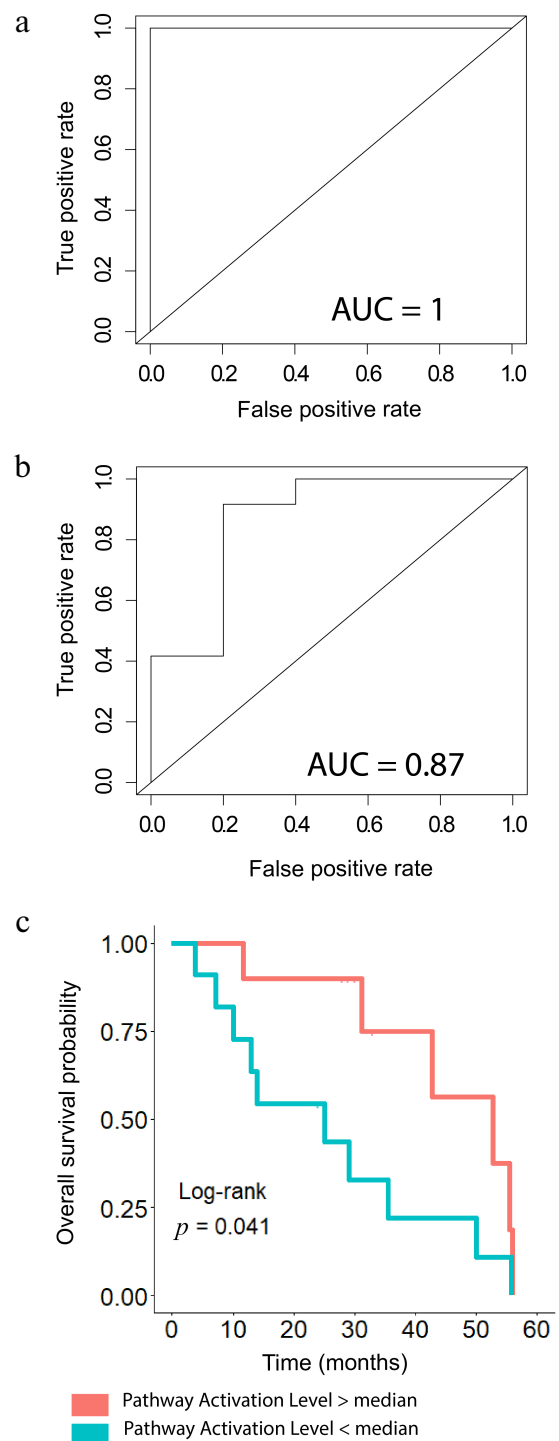 a
True positive rate
1.0
0.8
0.6
0.4
0.2
0.0
AUC = 1
0.0 0.2 0.4 0.6 0.8 1.0
False positive rate
b
True positive rate
1.0
0.8
0.6
0.4
0.2
0.0
AUC = 0.87
0.0 0.2 0.4 0.6 0.8 1.0
False positive rate
c
Overall survival probability
1.00
0.75
0.50
0.25
0.00
Log-rank
p = 0.041
0 10 20 30 40 50 60
Time (months)
Pathway Activation Level > median
Pathway Activation Level < median